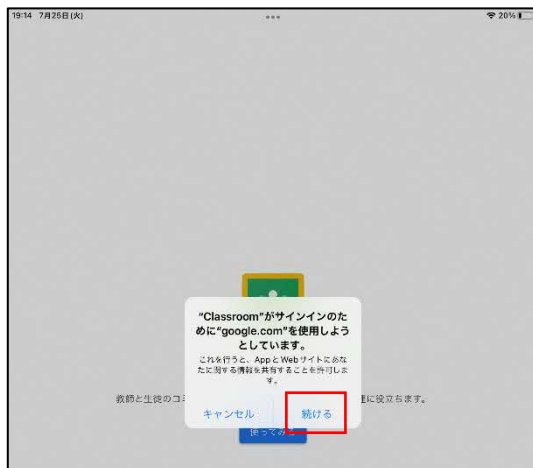 19:14 7月25日(火)
20%
"Classroom"がサインインのた
めに"google.com"を使用しよう
としています。
これを行うと、AppとWebサイトにあな
たに関する情報を共有することを許可しま
す。
教師と生徒のコミ
理に役立ちます。
キャンセル 続ける
使ってみる